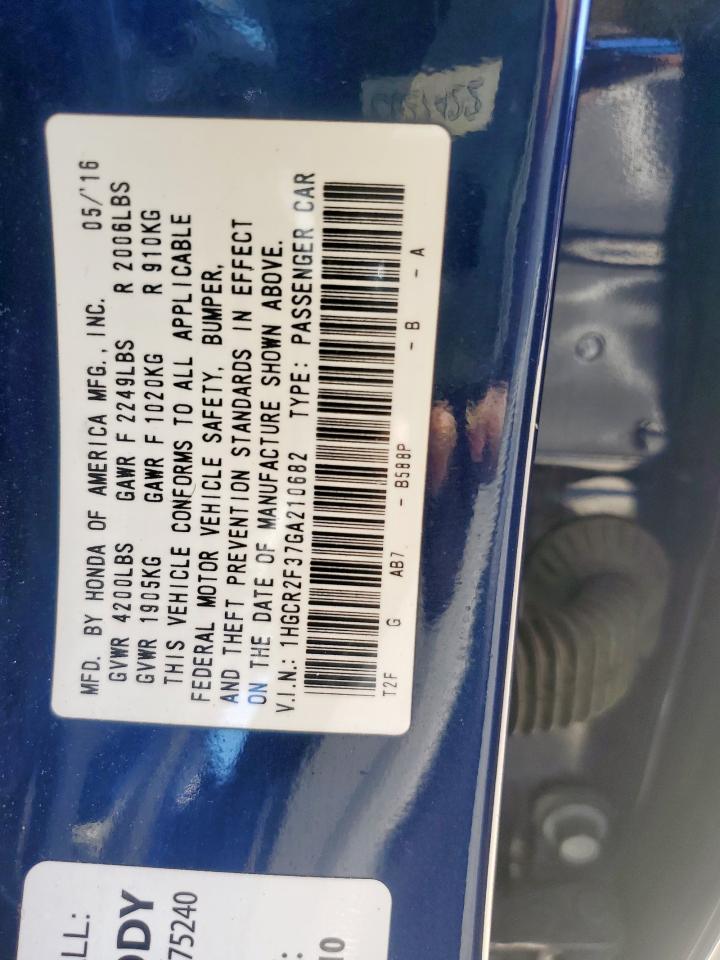 MFD. BY HONDA OF AMERICA MFG., INC. 05/'16
GVWR 4200LBS GAWR F 2249LBS R 2006LBS
GVWR 1905KG GAWR F 1020KG R 910KG
THIS VEHICLE CONFORMS TO ALL APPLICABLE
FEDERAL MOTOR VEHICLE SAFETY, BUMPER,
AND THEFT PREVENTION STANDARDS IN EFFECT
ON THE DATE OF MANUFACTURE SHOWN ABOVE.
V.I.N.: 1HGCR2F37GA210682 TYPE: PASSENGER CAR
T2F G AB7 - B588P - B - A
LL:
ODY
75240
:
10